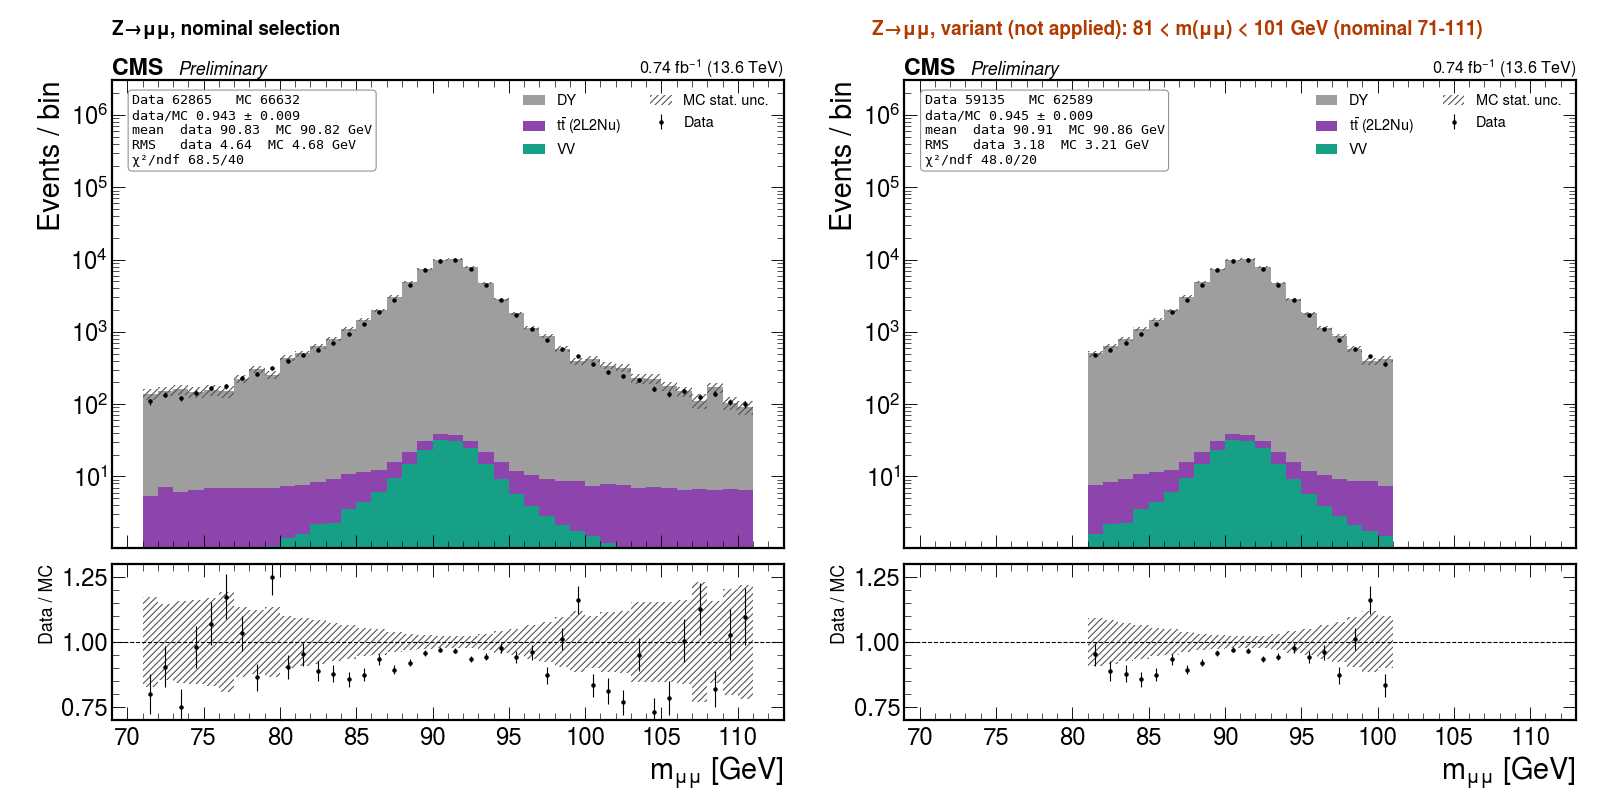 Z→μμ, nominal selection
CMS Preliminary 0.74 fb⁻¹ (13.6 TeV)
Events / bin
10⁶
10⁵
10⁴
10³
10²
10¹
Data 62865 MC 66632
data/MC 0.943 ± 0.009
mean data 90.83 MC 90.82 GeV
RMS data 4.64 MC 4.68 GeV
χ²/ndf 68.5/40
DY
tt̄ (2L2Nu)
VV
MC stat. unc.
Data
Data / MC
1.25
1.00
0.75
70 75 80 85 90 95 100 105 110
m_μμ [GeV]
Z→μμ, variant (not applied): 81 < m(μμ) < 101 GeV (nominal 71-111)
CMS Preliminary 0.74 fb⁻¹ (13.6 TeV)
Events / bin
10⁶
10⁵
10⁴
10³
10²
10¹
Data 59135 MC 62589
data/MC 0.945 ± 0.009
mean data 90.91 MC 90.86 GeV
RMS data 3.18 MC 3.21 GeV
χ²/ndf 48.0/20
DY
tt̄ (2L2Nu)
VV
MC stat. unc.
Data
Data / MC
1.25
1.00
0.75
70 75 80 85 90 95 100 105 110
m_μμ [GeV]